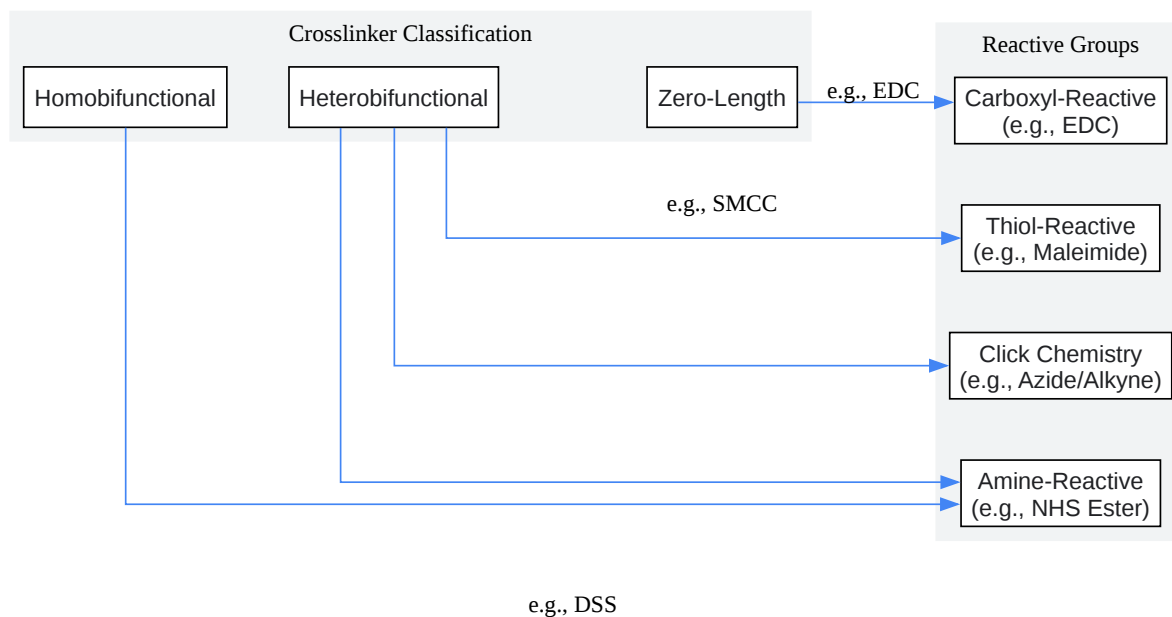 Crosslinker Classification
Reactive Groups
Homobifunctional
Heterobifunctional
Zero-Length
e.g., EDC
Carboxyl-Reactive
(e.g., EDC)
e.g., SMCC
Thiol-Reactive
(e.g., Maleimide)
Click Chemistry
(e.g., Azide/Alkyne)
Amine-Reactive
(e.g., NHS Ester)
e.g., DSS